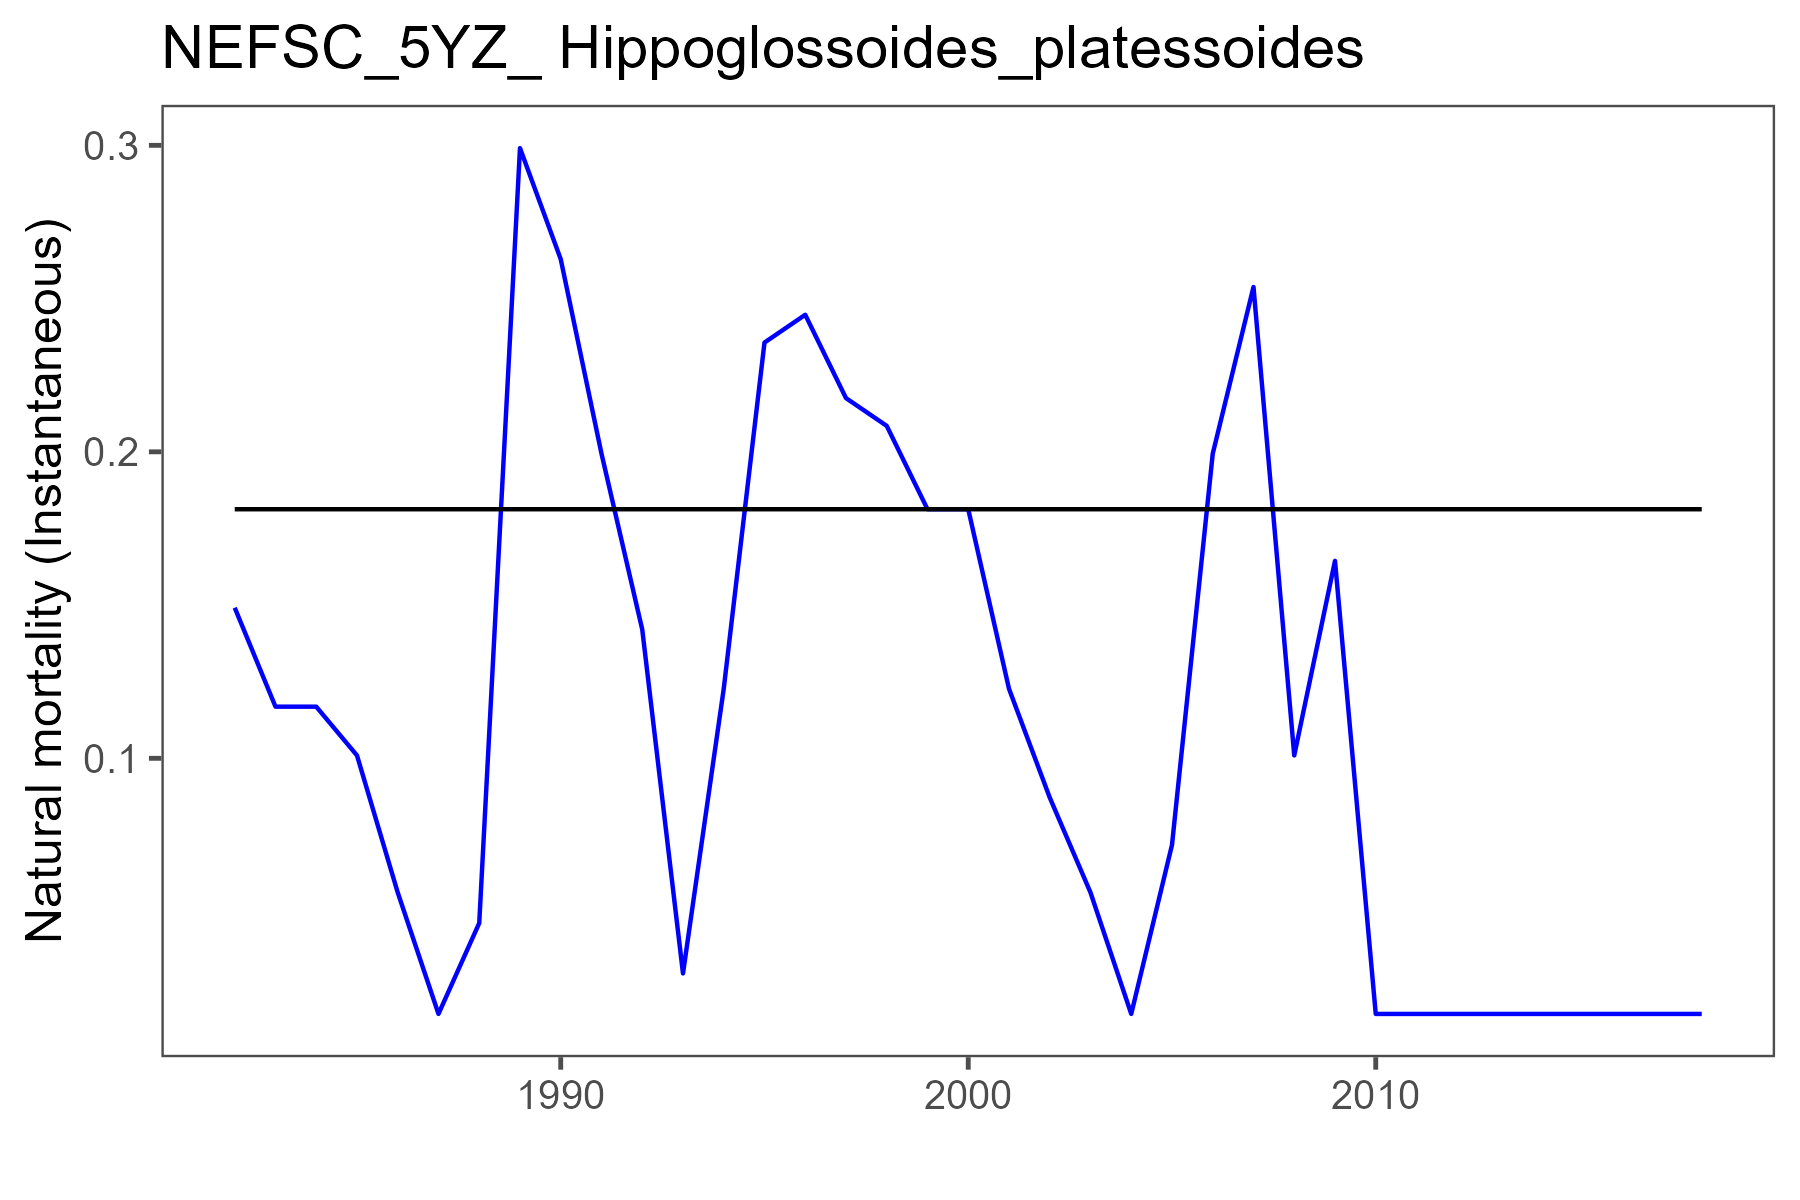 NEFSC_5YZ_ Hippoglossoides_platessoides
Natural mortality (Instantaneous)
0.3
0.2
0.1
1990 2000 2010